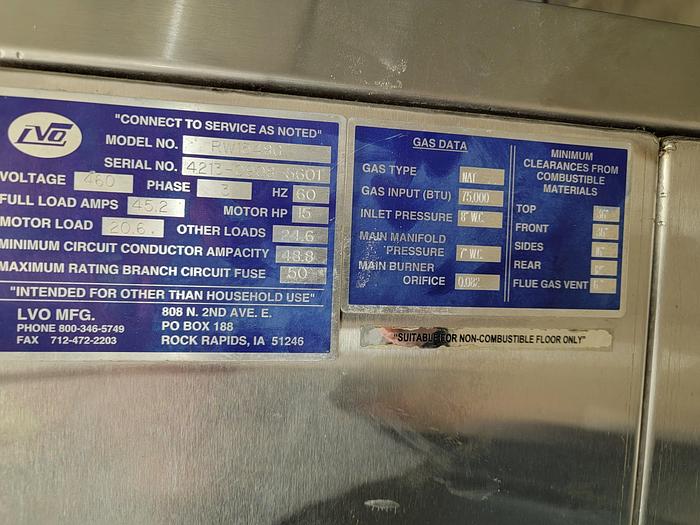 LVO
"CONNECT TO SERVICE AS NOTED"
MODEL NO.
SERIAL NO.
VOLTAGE 460 PHASE 3 HZ 60
FULL LOAD AMPS 45.2 MOTOR HP 15
MOTOR LOAD 20.6 OTHER LOADS 24.6
MINIMUM CIRCUIT CONDUCTOR AMPACITY 48.8
MAXIMUM RATING BRANCH CIRCUIT FUSE 50
"INTENDED FOR OTHER THAN HOUSEHOLD USE"
LVO MFG. 808 N. 2ND AVE. E.
PHONE 800-346-5749 PO BOX 188
FAX 712-472-2203 ROCK RAPIDS, IA 51246
GAS DATA
GAS TYPE NAT
GAS INPUT (BTU) 75,000
INLET PRESSURE 8" W.C.
MAIN MANIFOLD
PRESSURE 7" W.C.
MAIN BURNER
ORIFICE 0.082
MINIMUM
CLEARANCES FROM
COMBUSTIBLE
MATERIALS
TOP
FRONT
SIDES
REAR
FLUE GAS VENT
"SUITABLE FOR NON-COMBUSTIBLE FLOOR ONLY"